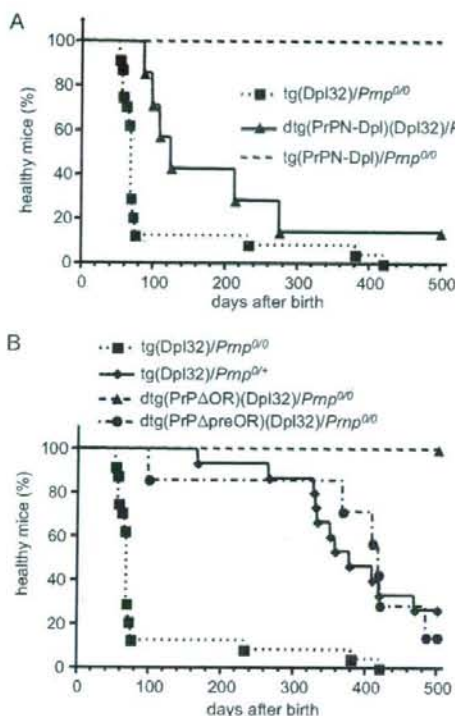 A
healthy mice (%)
100
80
60
40
20
0
tg(Dpl32)/Prnp0/0
dtg(PrPN-Dpl)(Dpl32)/
tg(PrPN-Dpl)/Prnp0/0
0 100 200 300 400 500
days after birth
B
tg(Dpl32)/Prnp0/0
tg(Dpl32)/Prnp0/+
dtg(PrPΔOR)(Dpl32)/Prnp0/0
dtg(PrPΔpreOR)(Dpl32)/Prnp0/0
healthy mice (%)
100
80
60
40
20
0
0 100 200 300 400 500
days after birth